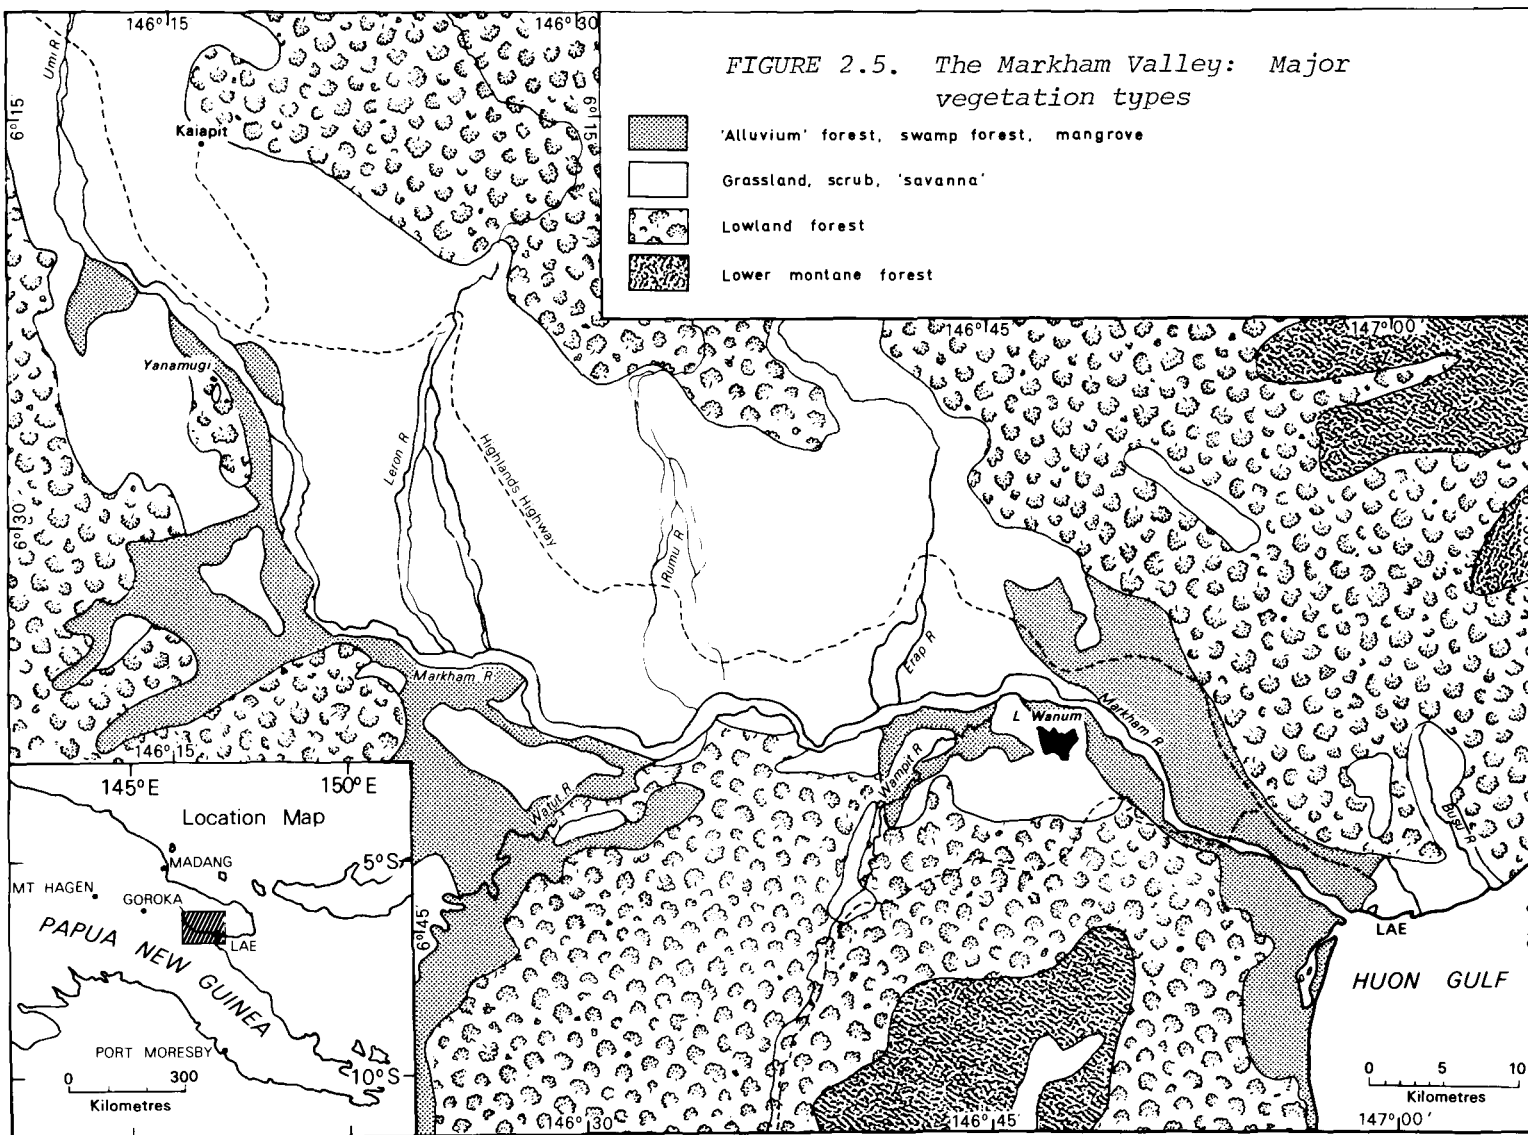 FIGURE 2.5. The Markham Valley: Major
vegetation types
'Alluvium' forest, swamp forest, mangrove
Grassland, scrub, 'savanna'
Lowland forest
Lower montane forest
146° 15
146° 30
Umi R
6° 15
6° 15
Kaiapit
146° 45
147° 00'
Yanamugi
Leron R
Highlands Highway
Rumu R
6° 30
Erap R
Markham R
Markham R
L Wanum
Wampit R
Watut R
Busu R
146° 15
6° 45
LAE
HUON GULF
0 5 10
Kilometres
146° 30
146° 45
147° 00'
145° E
150° E
Location Map
MADANG
5° S
MT HAGEN
GOROKA
LAE
PAPUA NEW GUINEA
PORT MORESBY
0 300
Kilometres
10° S